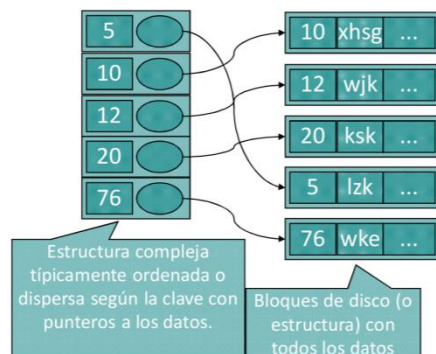 5
10
12
20
76
10 xhsg ...
12 wjk ...
20 ksk ...
5 lzk ...
76 wke ...
Estructura compleja
típicamente ordenada o
dispersa según la clave con
punteros a los datos.
Bloques de disco (o
estructura) con
todos los datos